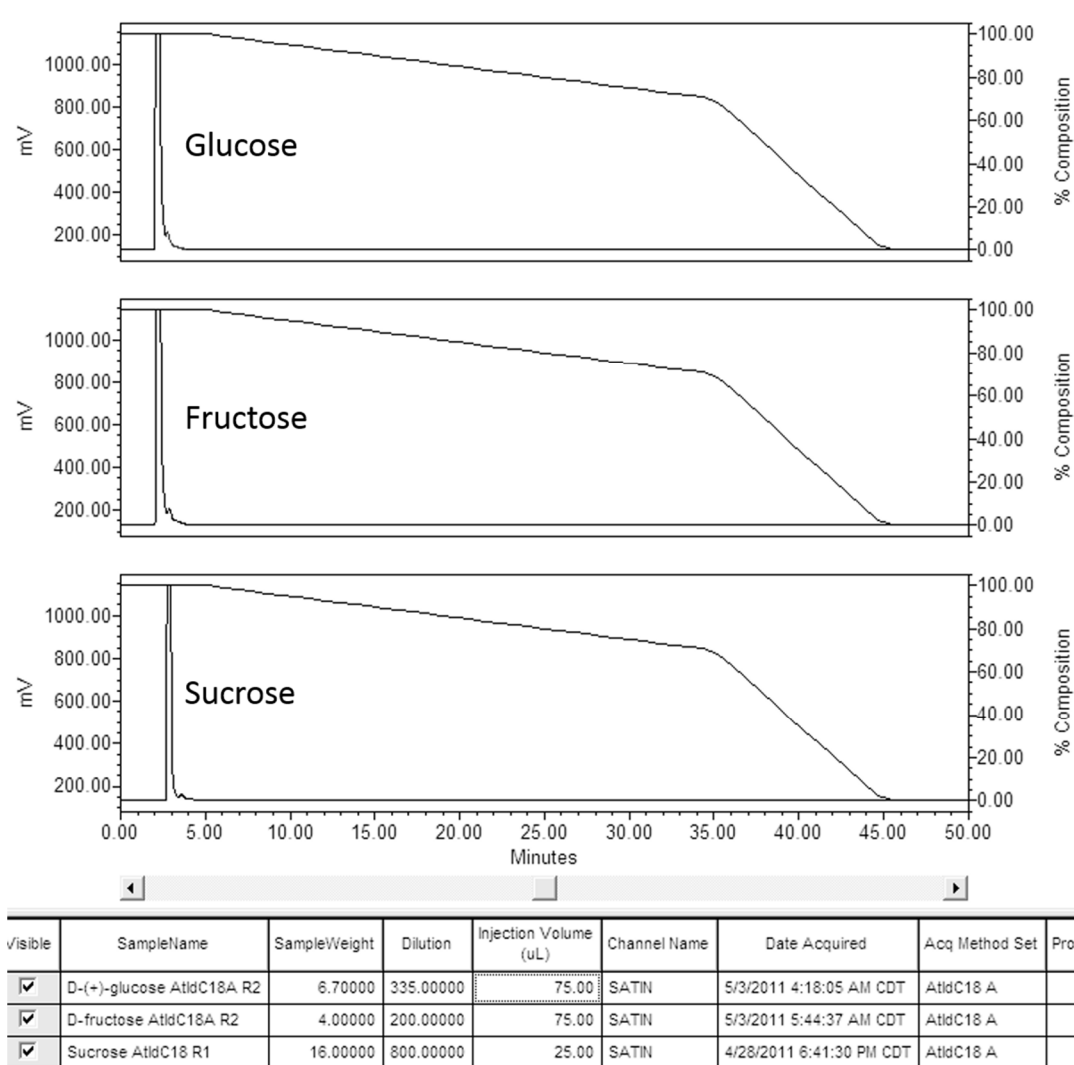 1000.00
800.00
600.00
400.00
200.00
mV
Glucose
100.00
80.00
60.00
40.00
20.00
0.00
% Composition
1000.00
800.00
600.00
400.00
200.00
mV
Fructose
100.00
80.00
60.00
40.00
20.00
0.00
% Composition
1000.00
800.00
600.00
400.00
200.00
mV
Sucrose
100.00
80.00
60.00
40.00
20.00
0.00
% Composition
0.00 5.00 10.00 15.00 20.00 25.00 30.00 35.00 40.00 45.00 50.00
Minutes
Visible SampleName SampleWeight Dilution Injection Volume (uL) Channel Name Date Acquired Acq Method Set Pro
D-(+)-glucose AtldC18A R2 6.70000 335.00000 75.00 SATIN 5/3/2011 4:18:05 AM CDT AtldC18 A
D-fructose AtldC18A R2 4.00000 200.00000 75.00 SATIN 5/3/2011 5:44:37 AM CDT AtldC18 A
Sucrose AtldC18 R1 16.00000 800.00000 25.00 SATIN 4/28/2011 6:41:30 PM CDT AtldC18 A